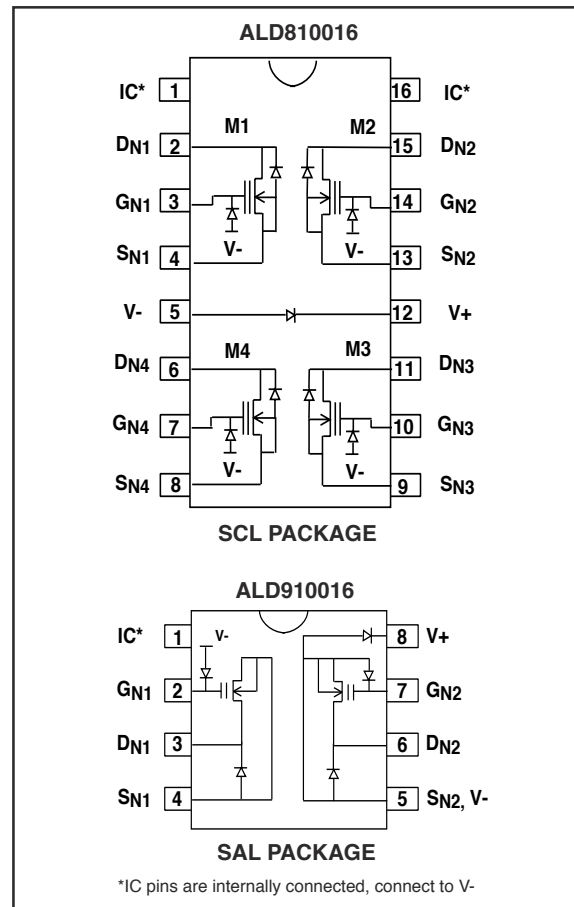 ALD810016
IC* 1 16 IC*
M1 M2
DN1 2 15 DN2
GN1 3 14 GN2
V- V-
SN1 4 13 SN2
V- 5 12 V+
M4 M3
DN4 6 11 DN3
GN4 7 10 GN3
V- V-
SN4 8 9 SN3
SCL PACKAGE
ALD910016
IC* 1 V- 8 V+
GN1 2 7 GN2
DN1 3 6 DN2
SN1 4 5 SN2, V-
SAL PACKAGE
*IC pins are internally connected, connect to V-